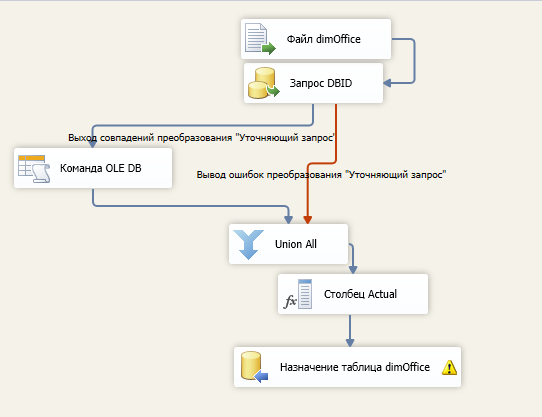 Файл dimOffice
Запрос DBID
Выход совпадений преобразования "Уточняющий запрос"
Команда OLE DB
Вывод ошибок преобразования "Уточняющий запрос"
Union All
fx
Столбец Actual
Назначение таблица dimOffice